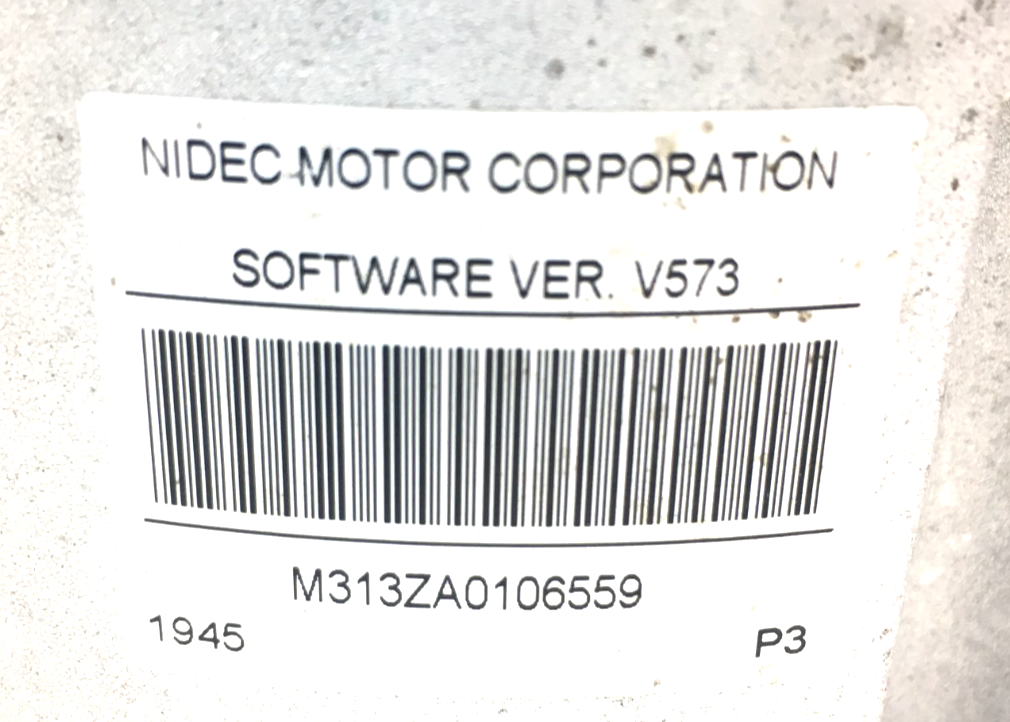 NIDEC MOTOR CORPORATION
SOFTWARE VER. V573
M313ZA0106559
1945
P3